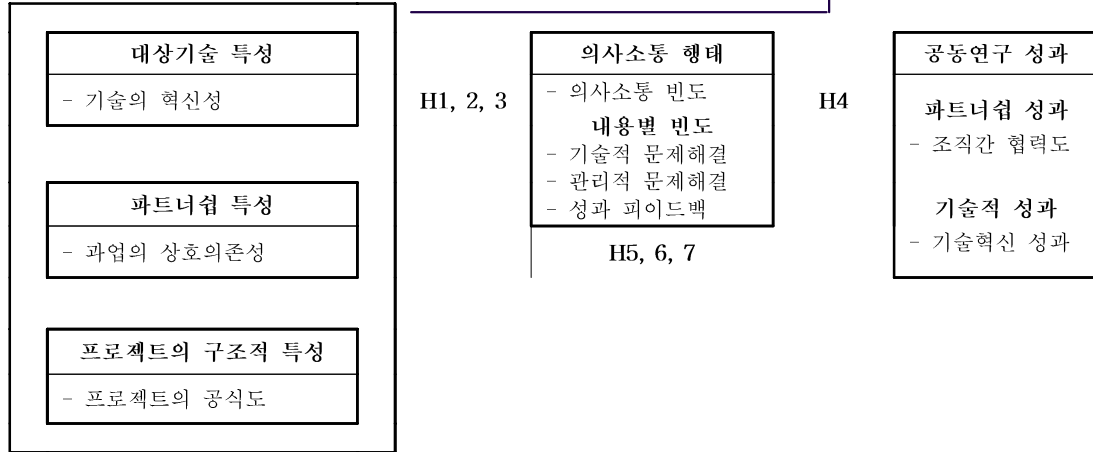 대상기술 특성
- 기술의 혁신성
파트너쉽 특성
- 과업의 상호의존성
프로젝트의 구조적 특성
- 프로젝트의 공식도
H1, 2, 3
의사소통 행태
- 의사소통 빈도
내용별 빈도
- 기술적 문제해결
- 관리적 문제해결
- 성과 피이드백
H5, 6, 7
H4
공동연구 성과
파트너쉽 성과
- 조직간 협력도
기술적 성과
- 기술혁신 성과